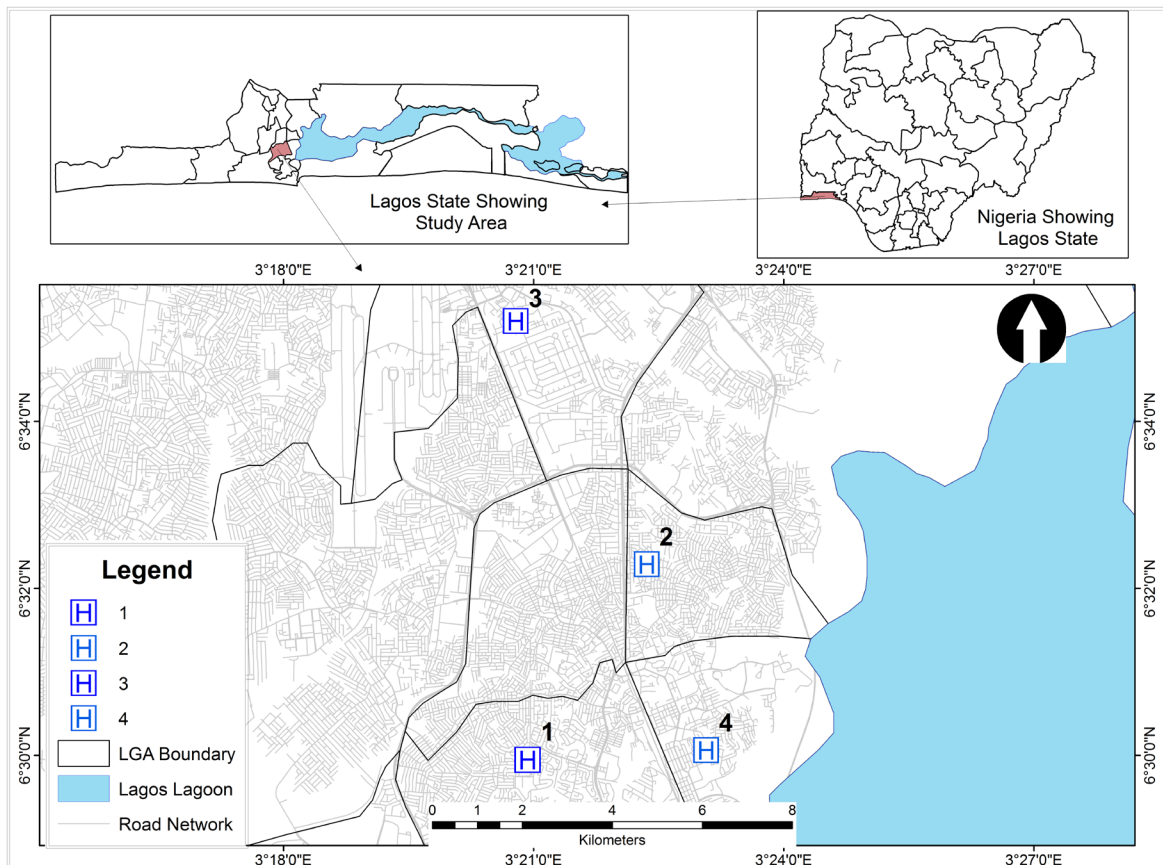 Lagos State Showing
Study Area
Nigeria Showing
Lagos State
3°18'0"E
3°21'0"E
3°24'0"E
3°27'0"E
6°34'0"N
6°34'0"N
6°32'0"N
6°32'0"N
6°30'0"N
6°30'0"N
H 3
H 2
H 1
H 4
Legend
H 1
H 2
H 3
H 4
LGA Boundary
Lagos Lagoon
Road Network
0 1 2 4 6 8
Kilometers
3°18'0"E
3°21'0"E
3°24'0"E
3°27'0"E